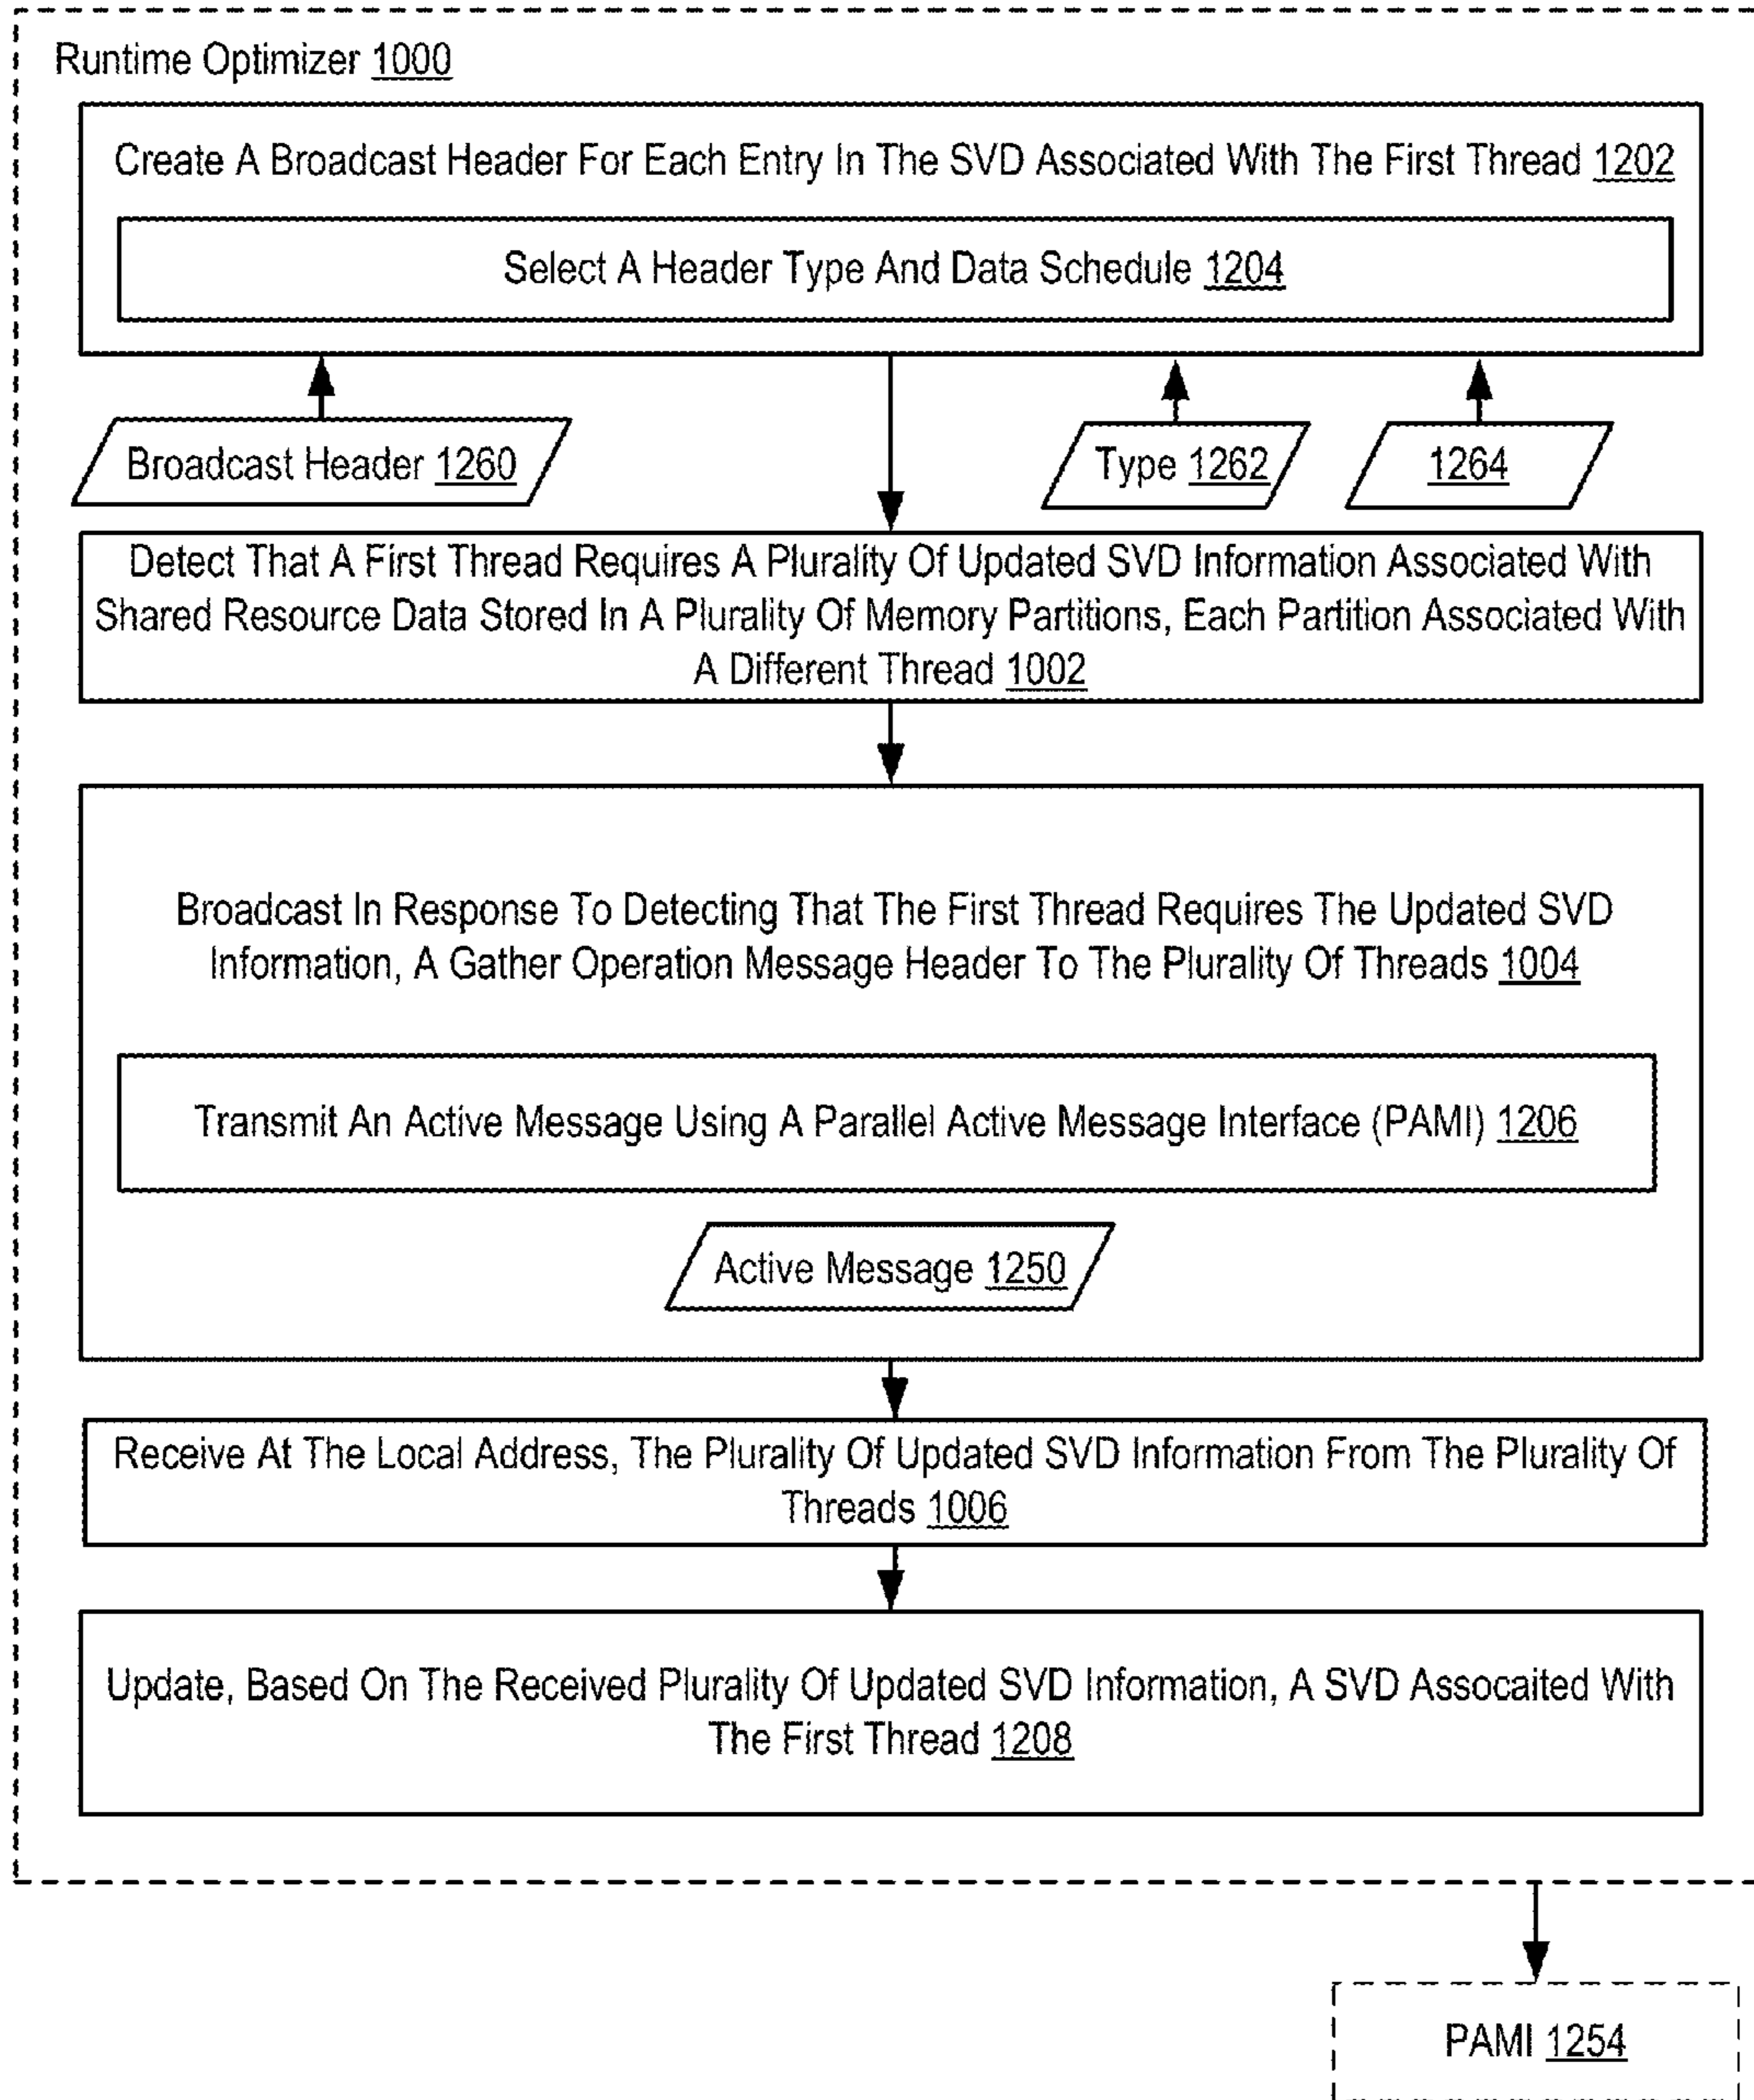 Runtime Optimizer 1000
Create A Broadcast Header For Each Entry In The SVD Associated With The First Thread 1202
Select A Header Type And Data Schedule 1204
Broadcast Header 1260
Type 1262
1264
Detect That A First Thread Requires A Plurality Of Updated SVD Information Associated With
Shared Resource Data Stored In A Plurality Of Memory Partitions, Each Partition Associated With
A Different Thread 1002
Broadcast In Response To Detecting That The First Thread Requires The Updated SVD
Information, A Gather Operation Message Header To The Plurality Of Threads 1004
Transmit An Active Message Using A Parallel Active Message Interface (PAMI) 1206
Active Message 1250
Receive At The Local Address, The Plurality Of Updated SVD Information From The Plurality Of
Threads 1006
Update, Based On The Received Plurality Of Updated SVD Information, A SVD Assocaited With
The First Thread 1208
PAMI 1254